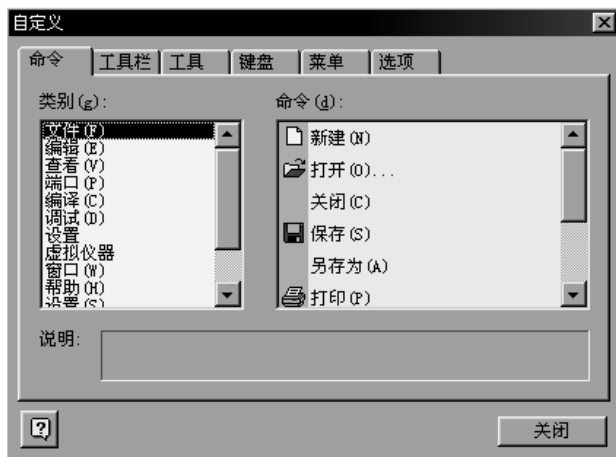 自定义
命令 工具栏 工具 键盘 菜单 选项
类别(g):
文件(F)
编辑(E)
查看(V)
端口(P)
编译(C)
调试(D)
设置
虚拟仪器
窗口(W)
帮助(H)
设置(S)
命令(d):
新建(N)
打开(O)...
关闭(C)
保存(S)
另存为(A)
打印(P)
说明:
关闭